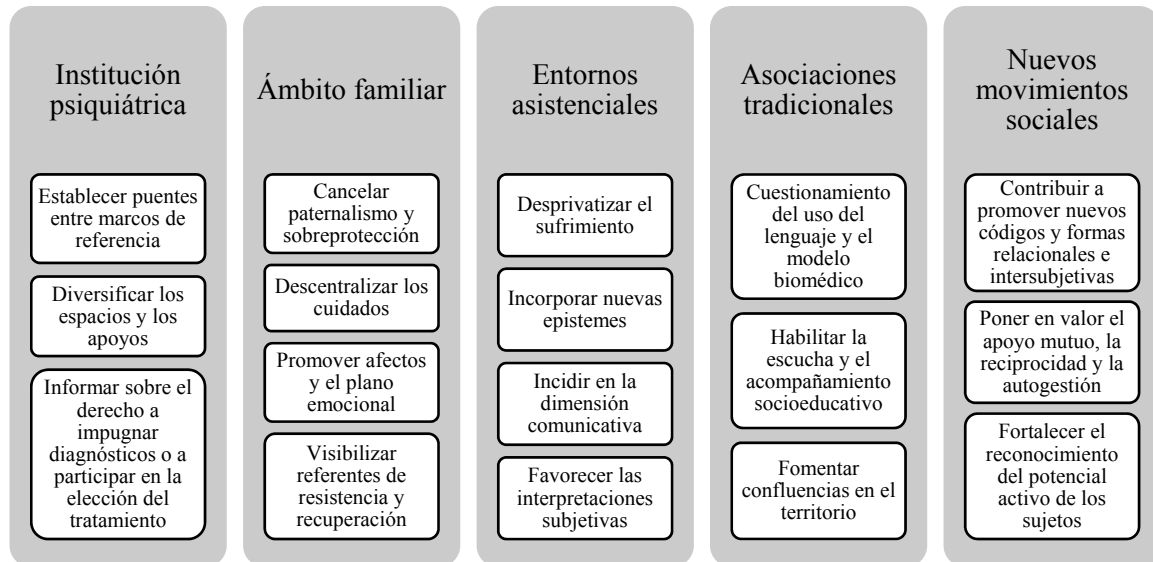 Institución
psiquiátrica
Establecer puentes
entre marcos de
referencia
Diversificar los
espacios y los
apoyos
Informar sobre el
derecho a
impugnar
diagnósticos o a
participar en la
elección del
tratamiento
Ámbito familiar
Cancelar
paternalismo y
sobreprotección
Descentralizar los
cuidados
Promover afectos
y el plano
emocional
Visibilizar
referentes de
resistencia y
recuperación
Entornos
asistenciales
Desprivatizar el
sufrimiento
Incorporar nuevas
epistemes
Incidir en la
dimensión
comunicativa
Favorecer las
interpretaciones
subjetivas
Asociaciones
tradicionales
Cuestionamiento
del uso del
lenguaje y el
modelo
biomédico
Habilitar la
escucha y el
acompañamiento
socioeducativo
Fomentar
confluencias en el
territorio
Nuevos
movimientos
sociales
Contribuir a
promover nuevos
códigos y formas
relacionales e
intersubjetivas
Poner en valor el
apoyo mutuo, la
reciprocidad y la
autogestión
Fortalecer el
reconocimiento
del potencial
activo de los
sujetos